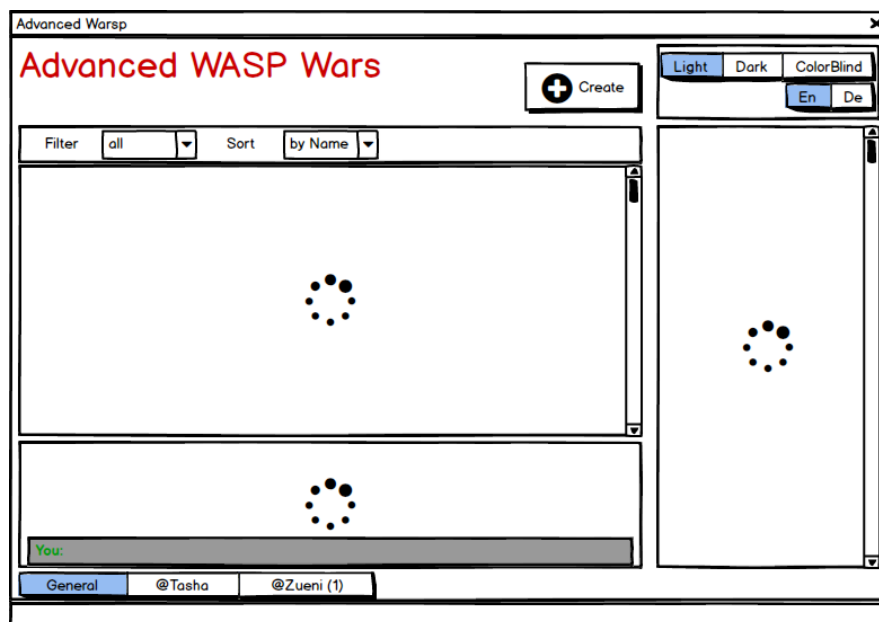 Advanced Warsp
Advanced WASP Wars
Create
Light Dark ColorBlind
En De
Filter all Sort by Name
You:
General @Tasha @Zueni (1)